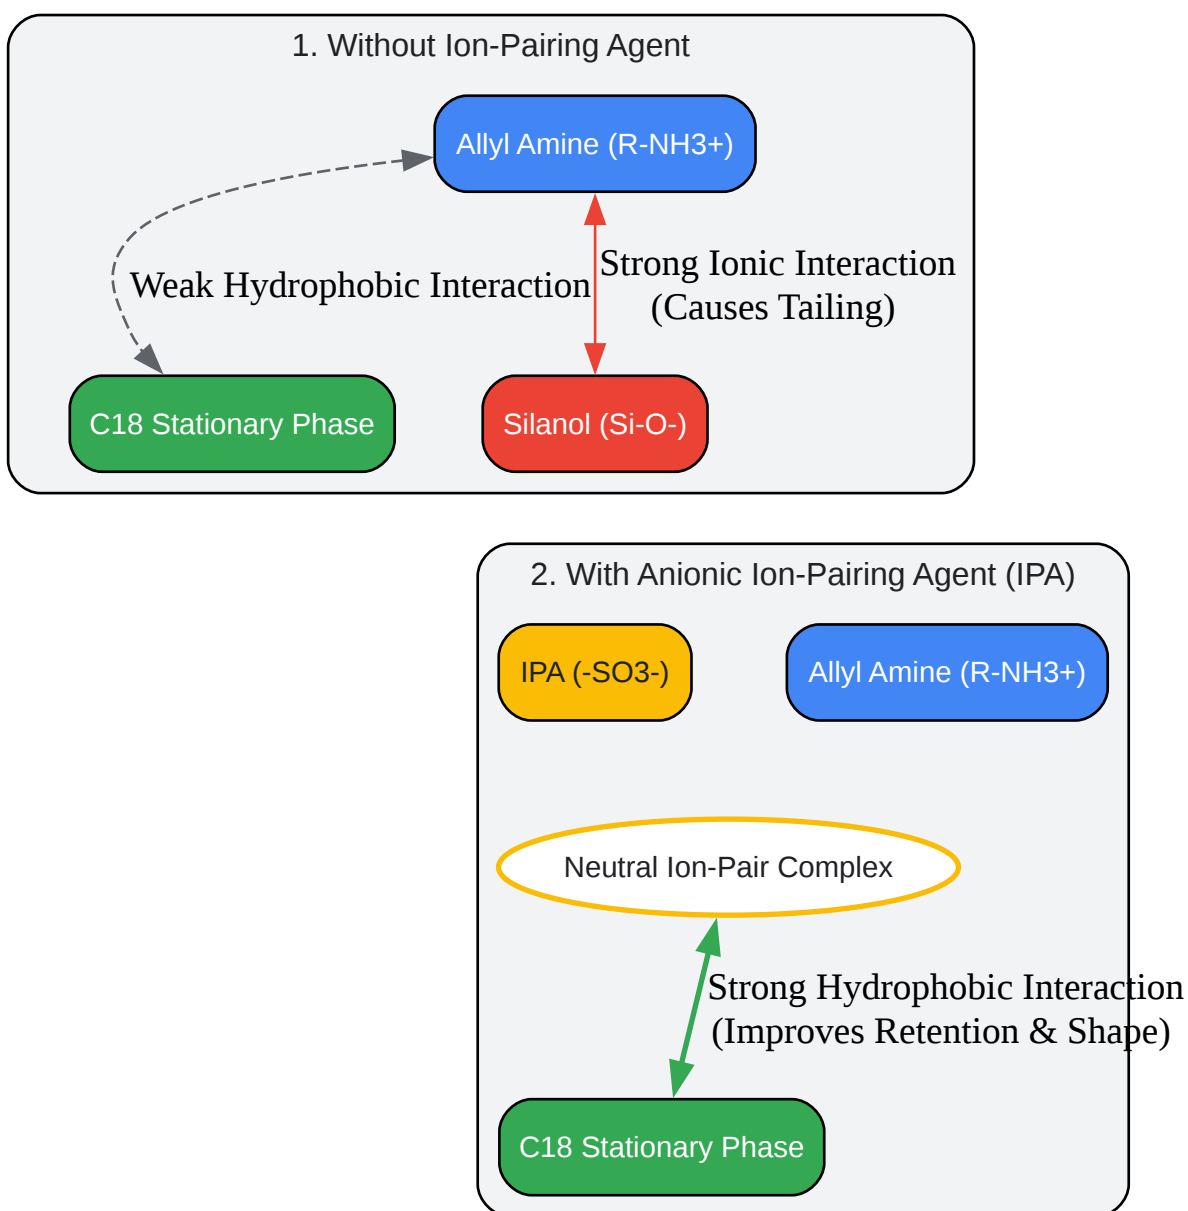 1. Without Ion-Pairing Agent
Allyl Amine (R-NH3+)
Weak Hydrophobic Interaction
Strong Ionic Interaction
(Causes Tailing)
C18 Stationary Phase
Silanol (Si-O-)
2. With Anionic Ion-Pairing Agent (IPA)
IPA (-SO3-)
Allyl Amine (R-NH3+)
Neutral Ion-Pair Complex
Strong Hydrophobic Interaction
(Improves Retention & Shape)
C18 Stationary Phase